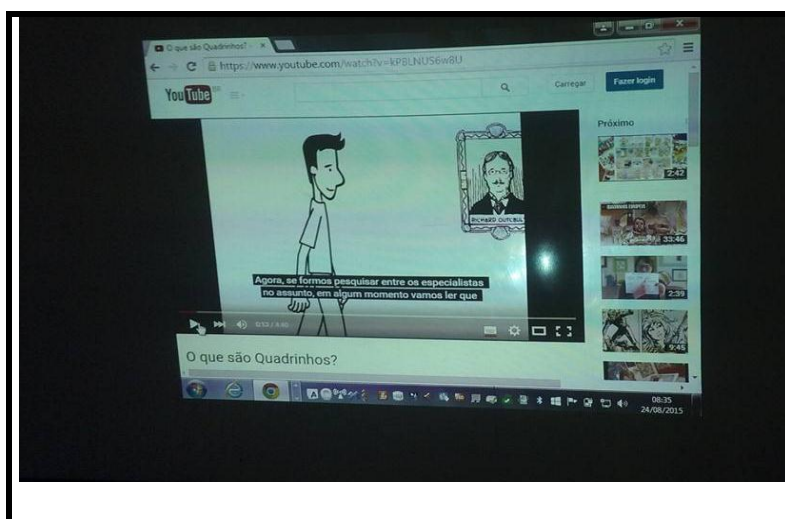 O que são Quadrinhos? -
https://www.youtube.com/watch?v=kPBLNUS6w8U
YouTube BR
Carregar
Fazer login
Próximo
RICHARD OUTCAULT
Agora, se formos pesquisar entre os especialistas
no assunto, em algum momento vamos ler que
2:42
33:46
2:39
9:45
O que são Quadrinhos?
08:35
24/08/2015